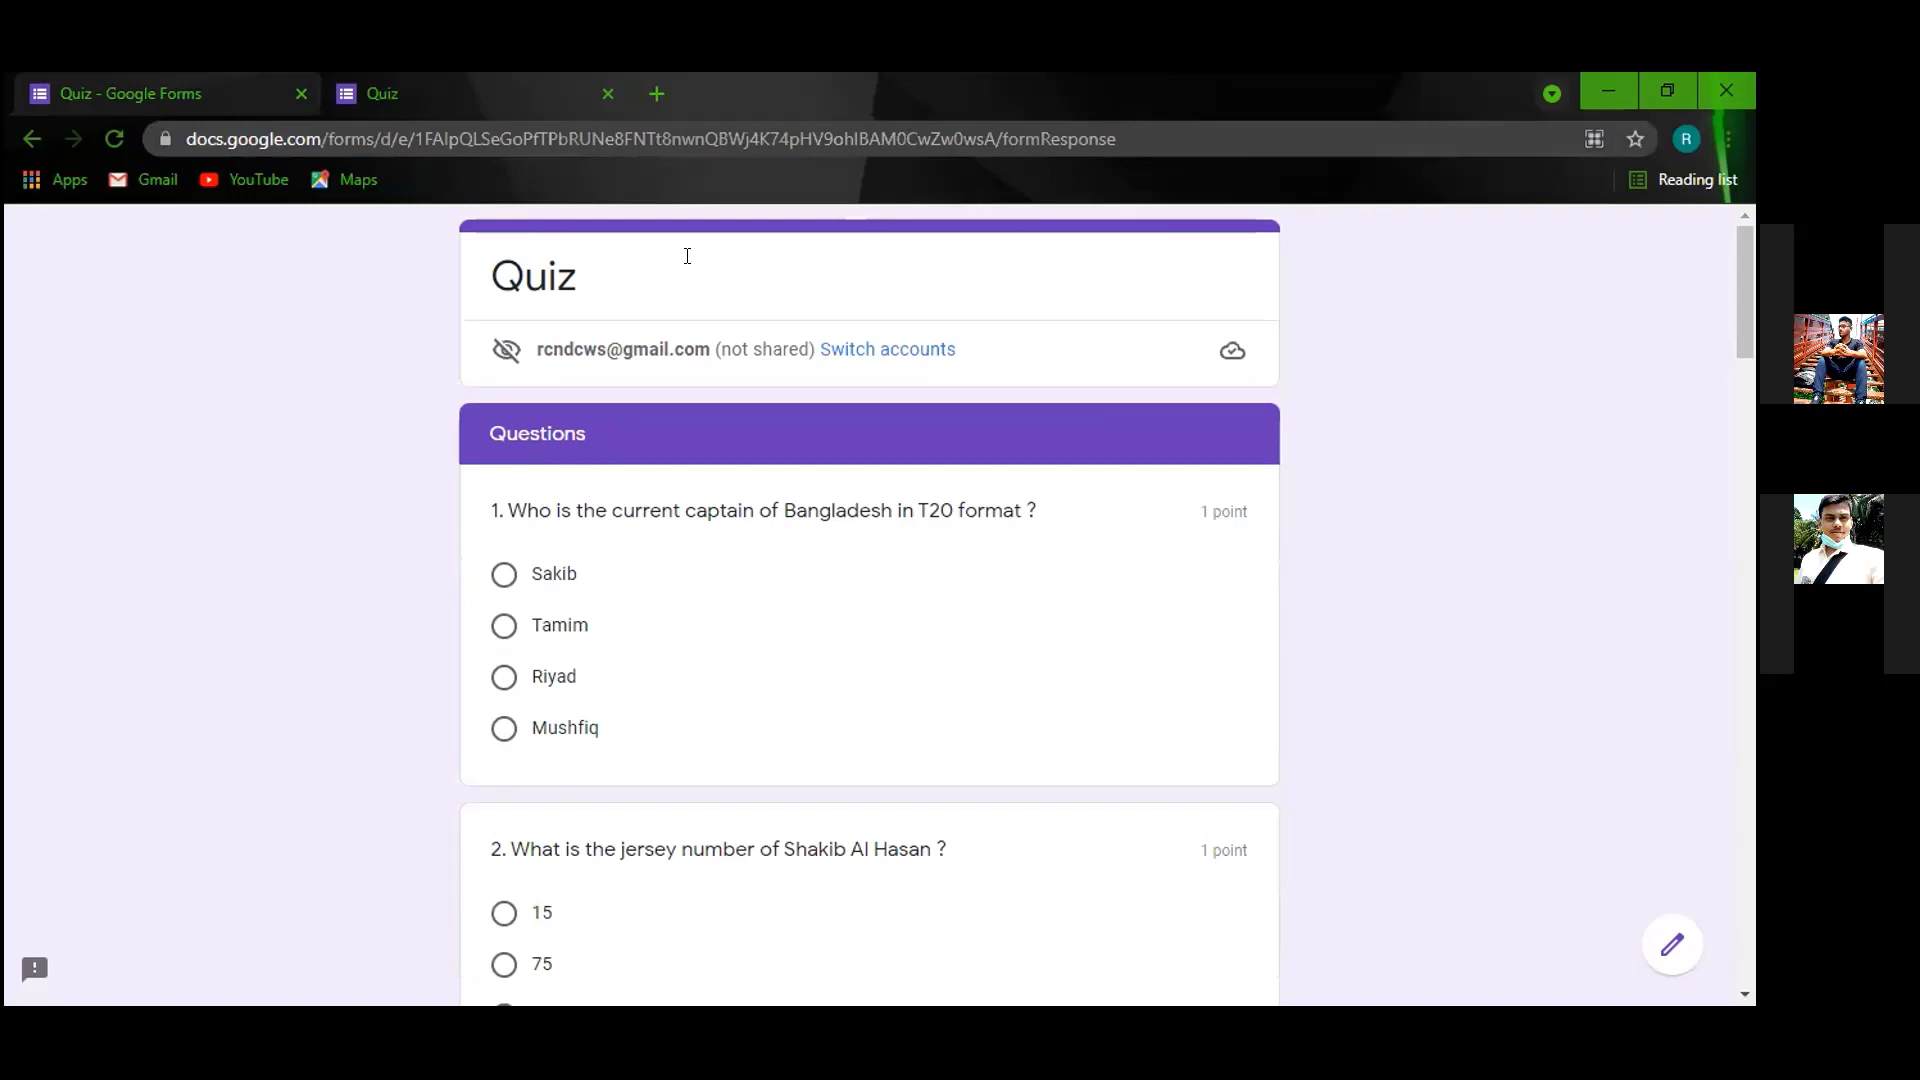 Quiz - Google Forms
Quiz
docs.google.com/forms/d/e/1FAIpQLSeGoPfTPbRUNe8FNTt8nwnQBWj4K74pHV9ohIBAM0CwZw0wsA/formResponse
R
Apps
Gmail
YouTube
Maps
Reading list
Quiz
rcndcws@gmail.com (not shared) Switch accounts
Questions
1. Who is the current captain of Bangladesh in T20 format ?
1 point
Sakib
Tamim
Riyad
Mushfiq
2. What is the jersey number of Shakib Al Hasan ?
1 point
15
75